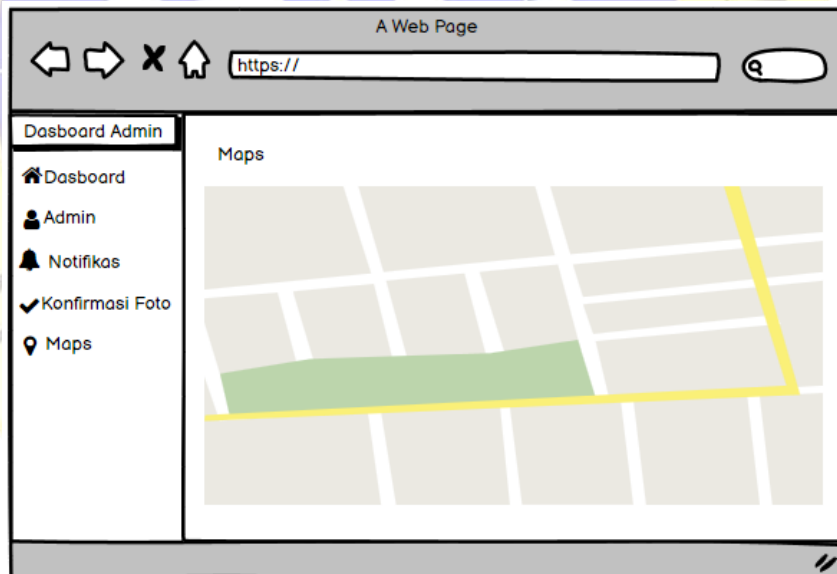 A Web Page
https://
Dasboard Admin
Dasboard
Admin
Notifikas
Konfirmasi Foto
Maps
Maps